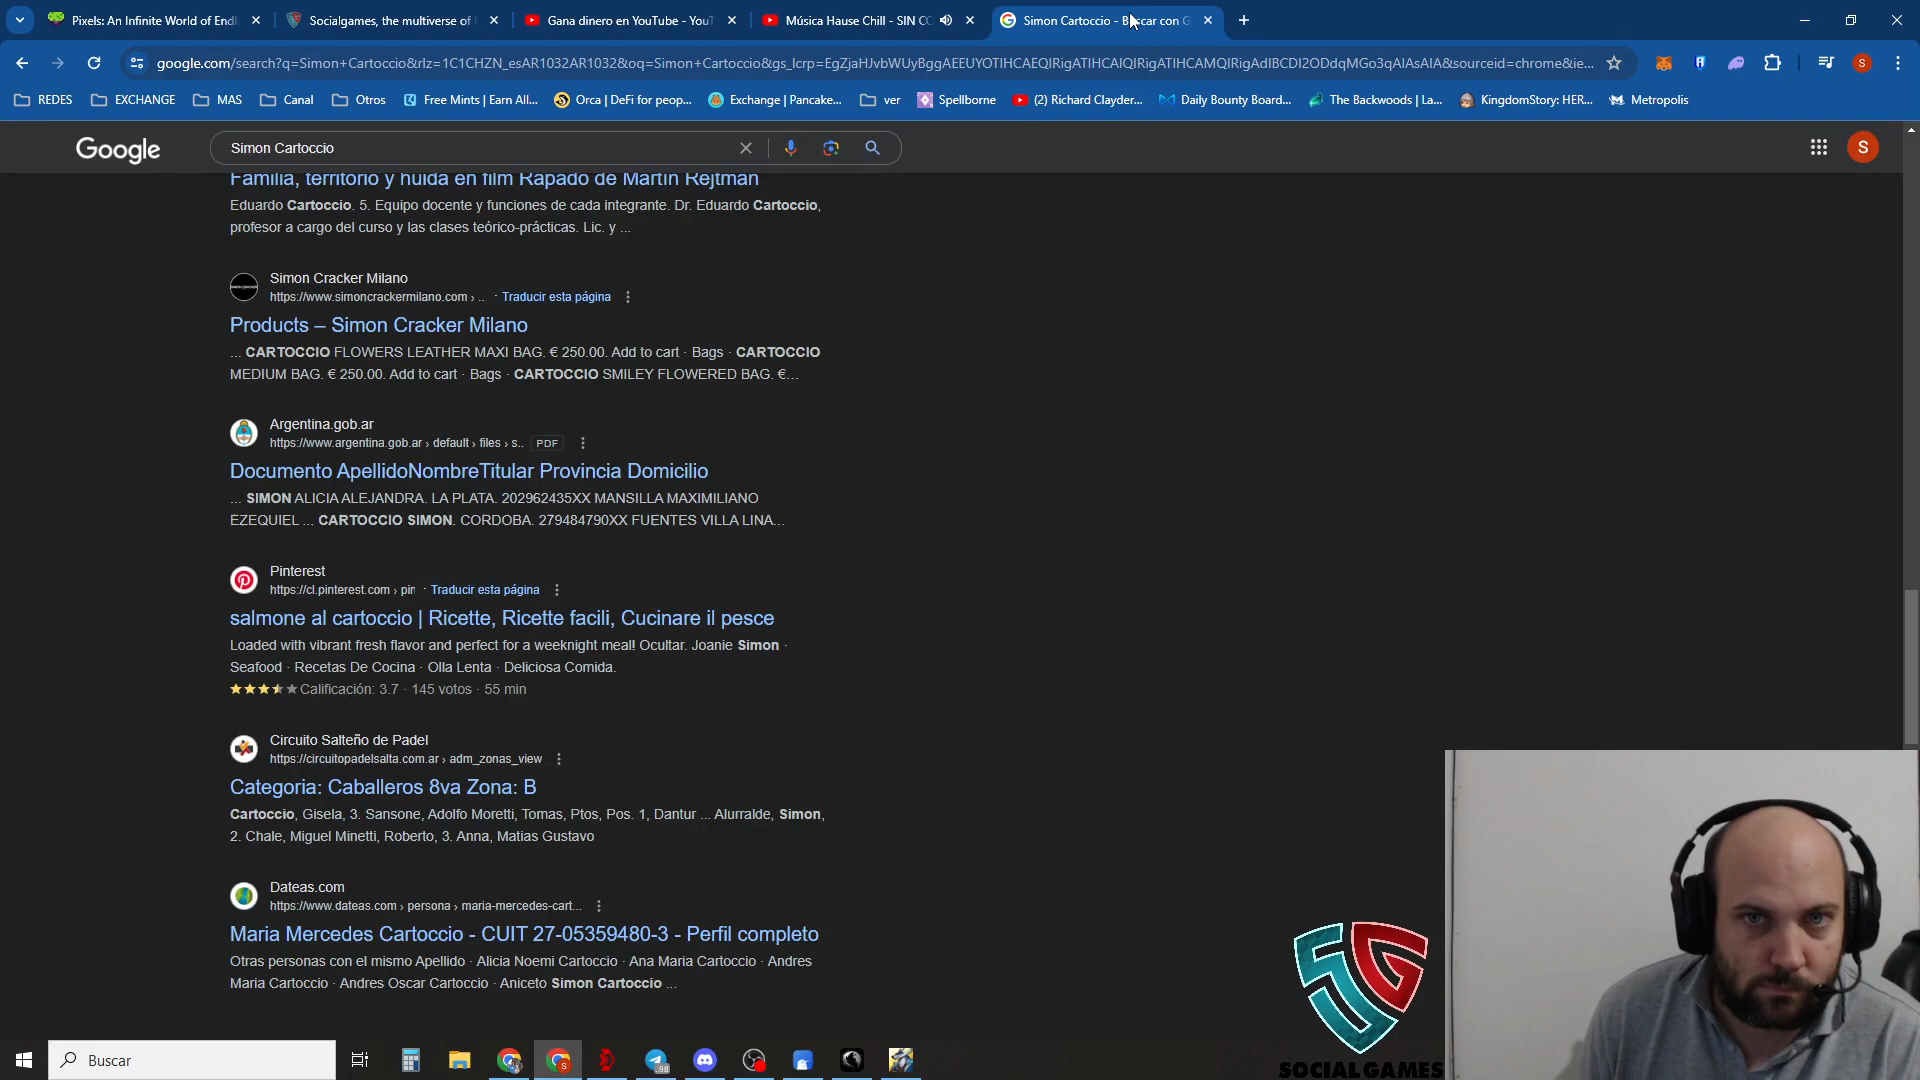 Pixels: An Infinite World of End
Socialgames, the multiverse of
Gana dinero en YouTube - YouT
Música Hause Chill - SIN CO
Simon Cartoccio - Buscar con G
google.com/search?q=Simon+Cartoccio&rlz=1C1CHZN_esAR1032AR1032&oq=Simon+Cartoccio&gs_lcrp=EgZjaHJvbWUyBggAEEUYOTIHCAEQIRigATIHCAIQIRigATIHCAMQIRigAdIBCDI2ODdqMGo3qAIAsAIA&sourceid=chrome&ie...
S
REDES
EXCHANGE
MAS
Canal
Otros
Free Mints | Earn All...
Orca | DeFi for peop...
Exchange | Pancake...
ver
Spellborne
(2) Richard Clayder...
Daily Bounty Board...
The Backwoods | La...
KingdomStory: HER...
Metropolis
Google
Simon Cartoccio
S
Familia, territorio y huida en film Rapado de Martín Rejtman
Eduardo Cartoccio. 5. Equipo docente y funciones de cada integrante. Dr. Eduardo Cartoccio,
profesor a cargo del curso y las clases teórico-prácticas. Lic. y ...
Simon Cracker Milano
https://www.simoncrackermilano.com › ... · Traducir esta página
Products – Simon Cracker Milano
... CARTOCCIO FLOWERS LEATHER MAXI BAG. € 250.00. Add to cart · Bags · CARTOCCIO
MEDIUM BAG. € 250.00. Add to cart · Bags · CARTOCCIO SMILEY FLOWERED BAG. €...
Argentina.gob.ar
https://www.argentina.gob.ar › default › files › s.. PDF
Documento ApellidoNombreTitular Provincia Domicilio
... SIMON ALICIA ALEJANDRA. LA PLATA. 202962435XX MANSILLA MAXIMILIANO
EZEQUIEL ... CARTOCCIO SIMON. CORDOBA. 279484790XX FUENTES VILLA LINA...
Pinterest
https://cl.pinterest.com › pin · Traducir esta página
salmone al cartoccio | Ricette, Ricette facili, Cucinare il pesce
Loaded with vibrant fresh flavor and perfect for a weeknight meal! Ocultar. Joanie Simon ·
Seafood · Recetas De Cocina · Olla Lenta · Deliciosa Comida.
Calificación: 3.7 · 145 votos · 55 min
Circuito Salteño de Padel
https://circuitopadelsalta.com.ar › adm_zonas_view
Categoria: Caballeros 8va Zona: B
Cartoccio, Gisela, 3. Sansone, Adolfo Moretti, Tomas, Ptos, Pos. 1, Dantur ... Alurralde, Simon,
2. Chale, Miguel Minetti, Roberto, 3. Anna, Matias Gustavo
Dateas.com
https://www.dateas.com › persona › maria-mercedes-cart...
Maria Mercedes Cartoccio - CUIT 27-05359480-3 - Perfil completo
Otras personas con el mismo Apellido · Alicia Noemi Cartoccio · Ana Maria Cartoccio · Andres
Maria Cartoccio · Andres Oscar Cartoccio · Aniceto Simon Cartoccio ...
SOCIAL GAMES
Buscar